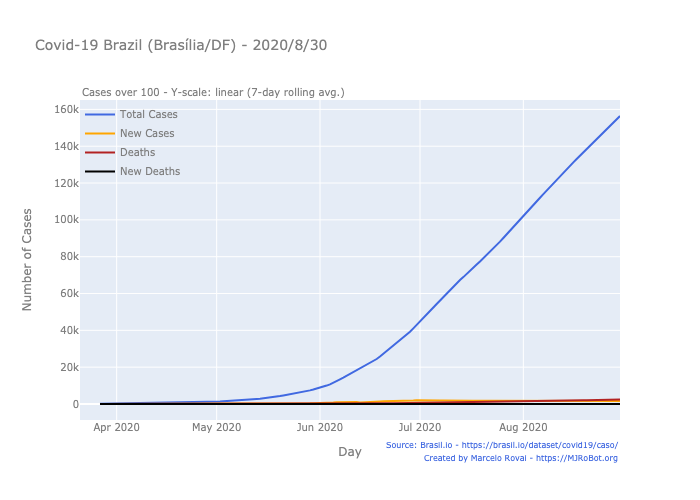 Covid-19 Brazil (Brasília/DF) - 2020/8/30
Cases over 100 - Y-scale: linear (7-day rolling avg.)
160k
140k
120k
100k
80k
60k
40k
20k
0
Total Cases
New Cases
Deaths
New Deaths
Number of Cases
Apr 2020
May 2020
Jun 2020
Jul 2020
Aug 2020
Day
Source: Brasil.io - https://brasil.io/dataset/covid19/caso/
Created by Marcelo Rovai - https://MJRoBot.org